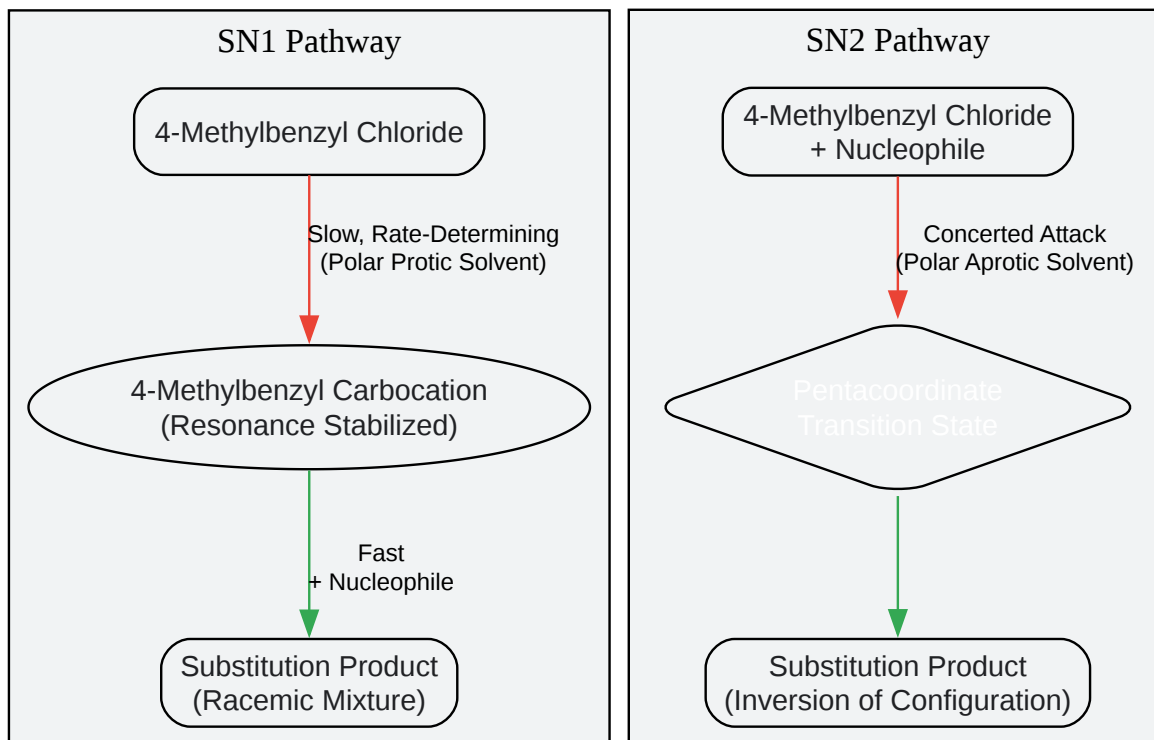 SN1 Pathway
4-Methylbenzyl Chloride
Slow, Rate-Determining
(Polar Protic Solvent)
4-Methylbenzyl Carbocation
(Resonance Stabilized)
Fast
+ Nucleophile
Substitution Product
(Racemic Mixture)
SN2 Pathway
4-Methylbenzyl Chloride
+ Nucleophile
Concerted Attack
(Polar Aprotic Solvent)
Pentacoordinate
Transition State
Substitution Product
(Inversion of Configuration)